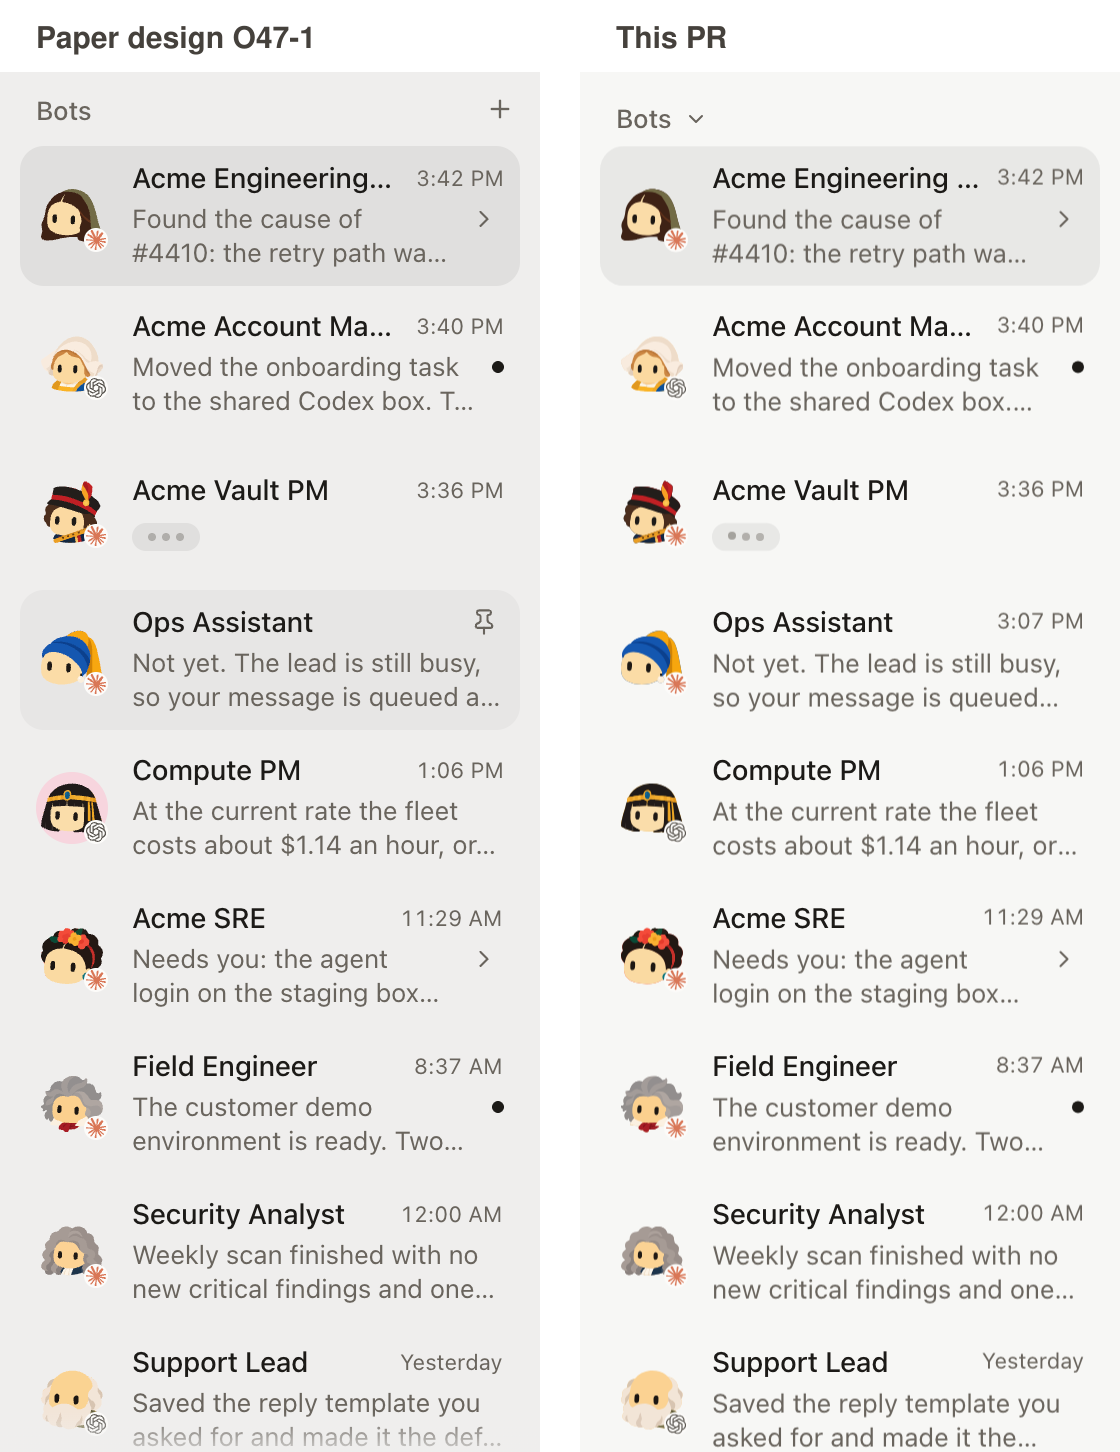 Paper design O47-1
Bots
Acme Engineering... 3:42 PM
Found the cause of
#4410: the retry path wa...
Acme Account Ma... 3:40 PM
Moved the onboarding task
to the shared Codex box. T...
Acme Vault PM 3:36 PM
Ops Assistant
Not yet. The lead is still busy,
so your message is queued a...
Compute PM 1:06 PM
At the current rate the fleet
costs about $1.14 an hour, or...
Acme SRE 11:29 AM
Needs you: the agent
login on the staging box...
Field Engineer 8:37 AM
The customer demo
environment is ready. Two...
Security Analyst 12:00 AM
Weekly scan finished with no
new critical findings and one...
Support Lead Yesterday
Saved the reply template you
asked for and made it the def...
This PR
Bots
Acme Engineering ... 3:42 PM
Found the cause of
#4410: the retry path wa...
Acme Account Ma... 3:40 PM
Moved the onboarding task
to the shared Codex box....
Acme Vault PM 3:36 PM
Ops Assistant 3:07 PM
Not yet. The lead is still busy,
so your message is queued...
Compute PM 1:06 PM
At the current rate the fleet
costs about $1.14 an hour, or...
Acme SRE 11:29 AM
Needs you: the agent
login on the staging box...
Field Engineer 8:37 AM
The customer demo
environment is ready. Two...
Security Analyst 12:00 AM
Weekly scan finished with no
new critical findings and one...
Support Lead Yesterday
Saved the reply template you
asked for and made it the...